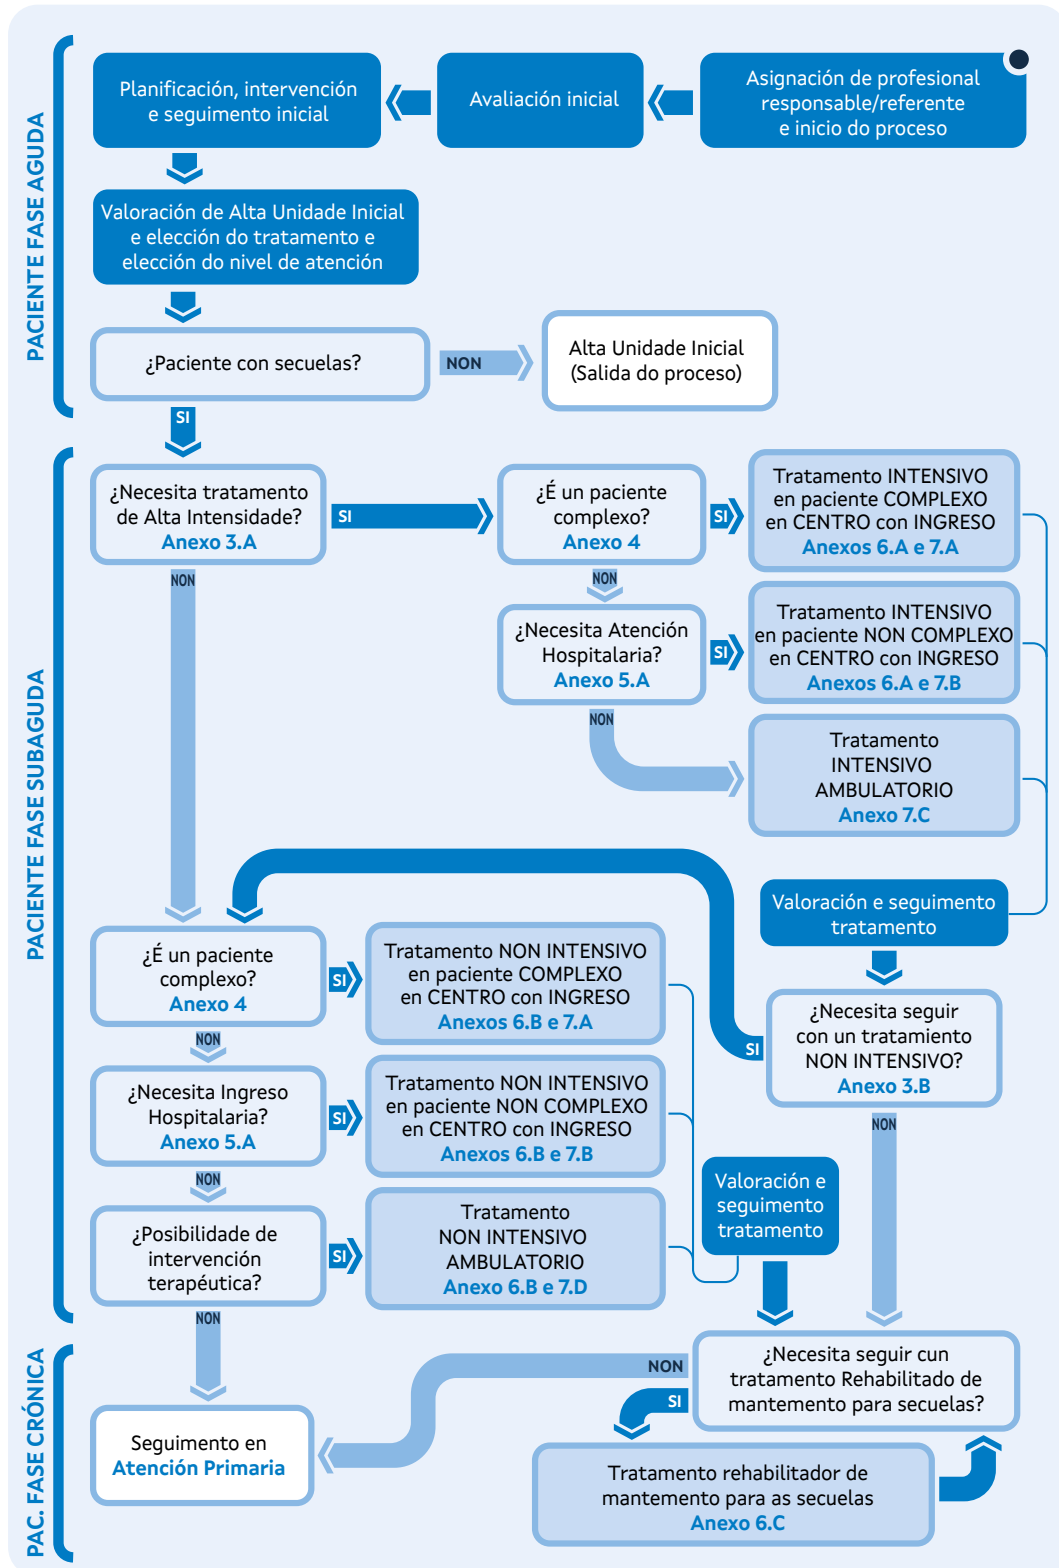 PACIENTE FASE AGUDA
Planificación, intervención
e seguimento inicial
Avaliación inicial
Asignación de profesional
responsable/referente
e inicio do proceso
Valoración de Alta Unidade Inicial
e elección do tratamento e
elección do nivel de atención
¿Paciente con secuelas?
NON
Alta Unidade Inicial
(Salida do proceso)
SI
PACIENTE FASE SUBAGUDA
¿Necesita tratamento
de Alta Intensidade?
Anexo 3.A
SI
¿É un paciente
complexo?
Anexo 4
SI
Tratamento INTENSIVO
en paciente COMPLEXO
en CENTRO con INGRESO
Anexos 6.A e 7.A
NON
NON
¿Necesita Atención
Hospitalaria?
Anexo 5.A
SI
Tratamento INTENSIVO
en paciente NON COMPLEXO
en CENTRO con INGRESO
Anexos 6.A e 7.B
NON
Tratamento
INTENSIVO
AMBULATORIO
Anexo 7.C
Valoración e seguimento
tratamento
¿É un paciente
complexo?
Anexo 4
SI
Tratamento NON INTENSIVO
en paciente COMPLEXO
en CENTRO con INGRESO
Anexos 6.B e 7.A
SI
¿Necesita seguir
con un tratamiento
NON INTENSIVO?
Anexo 3.B
NON
¿Necesita Ingreso
Hospitalaria?
Anexo 5.A
SI
Tratamento NON INTENSIVO
en paciente NON COMPLEXO
en CENTRO con INGRESO
Anexos 6.B e 7.B
NON
NON
Valoración e
seguimento
tratamento
¿Posibilidade de
intervención
terapéutica?
SI
Tratamento
NON INTENSIVO
AMBULATORIO
Anexo 6.B e 7.D
NON
PAC. FASE CRÓNICA
¿Necesita seguir cun
tratamento Rehabilitado de
mantemento para secuelas?
NON
SI
Seguimento en
Atención Primaria
Tratamento rehabilitador de
mantemento para as secuelas
Anexo 6.C